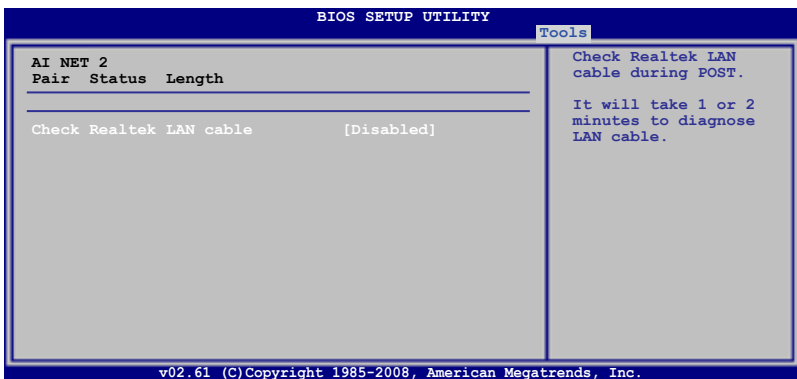 BIOS SETUP UTILITY
Tools
AI NET 2
Pair Status Length
Check Realtek LAN cable [Disabled]
Check Realtek LAN
cable during POST.
It will take 1 or 2
minutes to diagnose
LAN cable.
v02.61 (C)Copyright 1985-2008, American Megatrends, Inc.